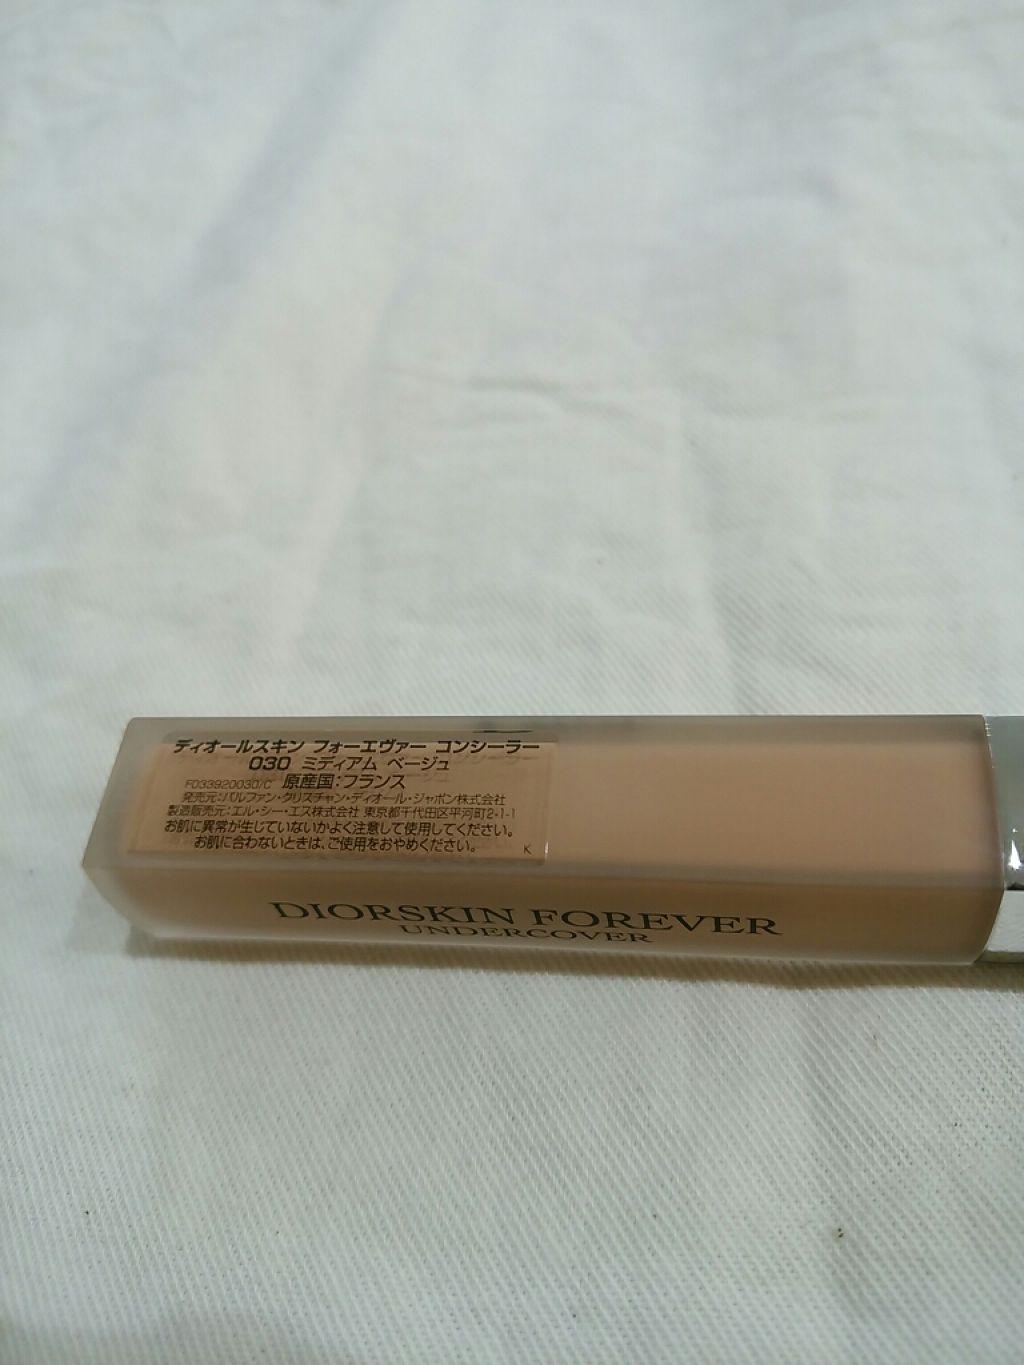 ディオールスキン フォーエヴァー コンシーラー
030 ミディアム ベージュ
F033920030/C 原産国:フランス
発売元:パルファン・クリスチャン・ディオール・ジャポン株式会社
製造販売元:エル・シー・エス株式会社 東京都千代田区平河町2-1-1
お肌に異常が生じていないかよく注意して使用してください。
お肌に合わないときは、ご使用をおやめください。 K
DIORSKIN FOREVER
UNDERCOVER